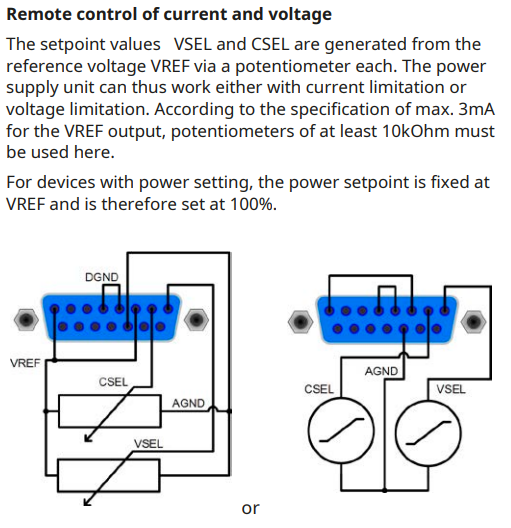 Remote control of current and voltage
The setpoint values   VSEL and CSEL are generated from the
reference voltage VREF via a potentiometer each. The power
supply unit can thus work either with current limitation or
voltage limitation. According to the specification of max. 3mA
for the VREF output, potentiometers of at least 10kOhm must
be used here.
For devices with power setting, the power setpoint is fixed at
VREF and is therefore set at 100%.
DGND
VREF
CSEL
AGND
VSEL
AGND
CSEL
VSEL
or